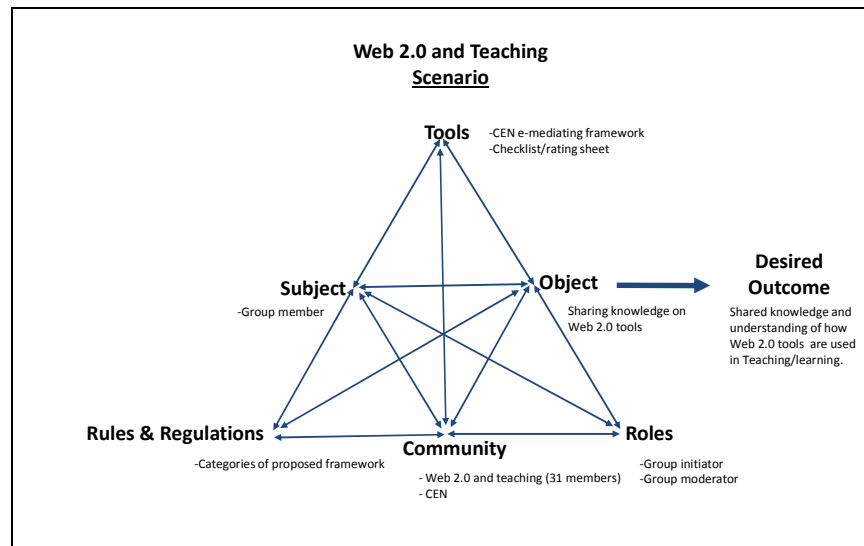 Web 2.0 and Teaching
Scenario
Tools
-CEN e-mediating framework
-Checklist/rating sheet
Subject
-Group member
Object
Sharing knowledge on
Web 2.0 tools
Desired
Outcome
Shared knowledge and
understanding of how
Web 2.0 tools are used
in Teaching/learning.
Rules & Regulations
-Categories of proposed framework
Community
- Web 2.0 and teaching (31 members)
- CEN
Roles
-Group initiator
-Group moderator